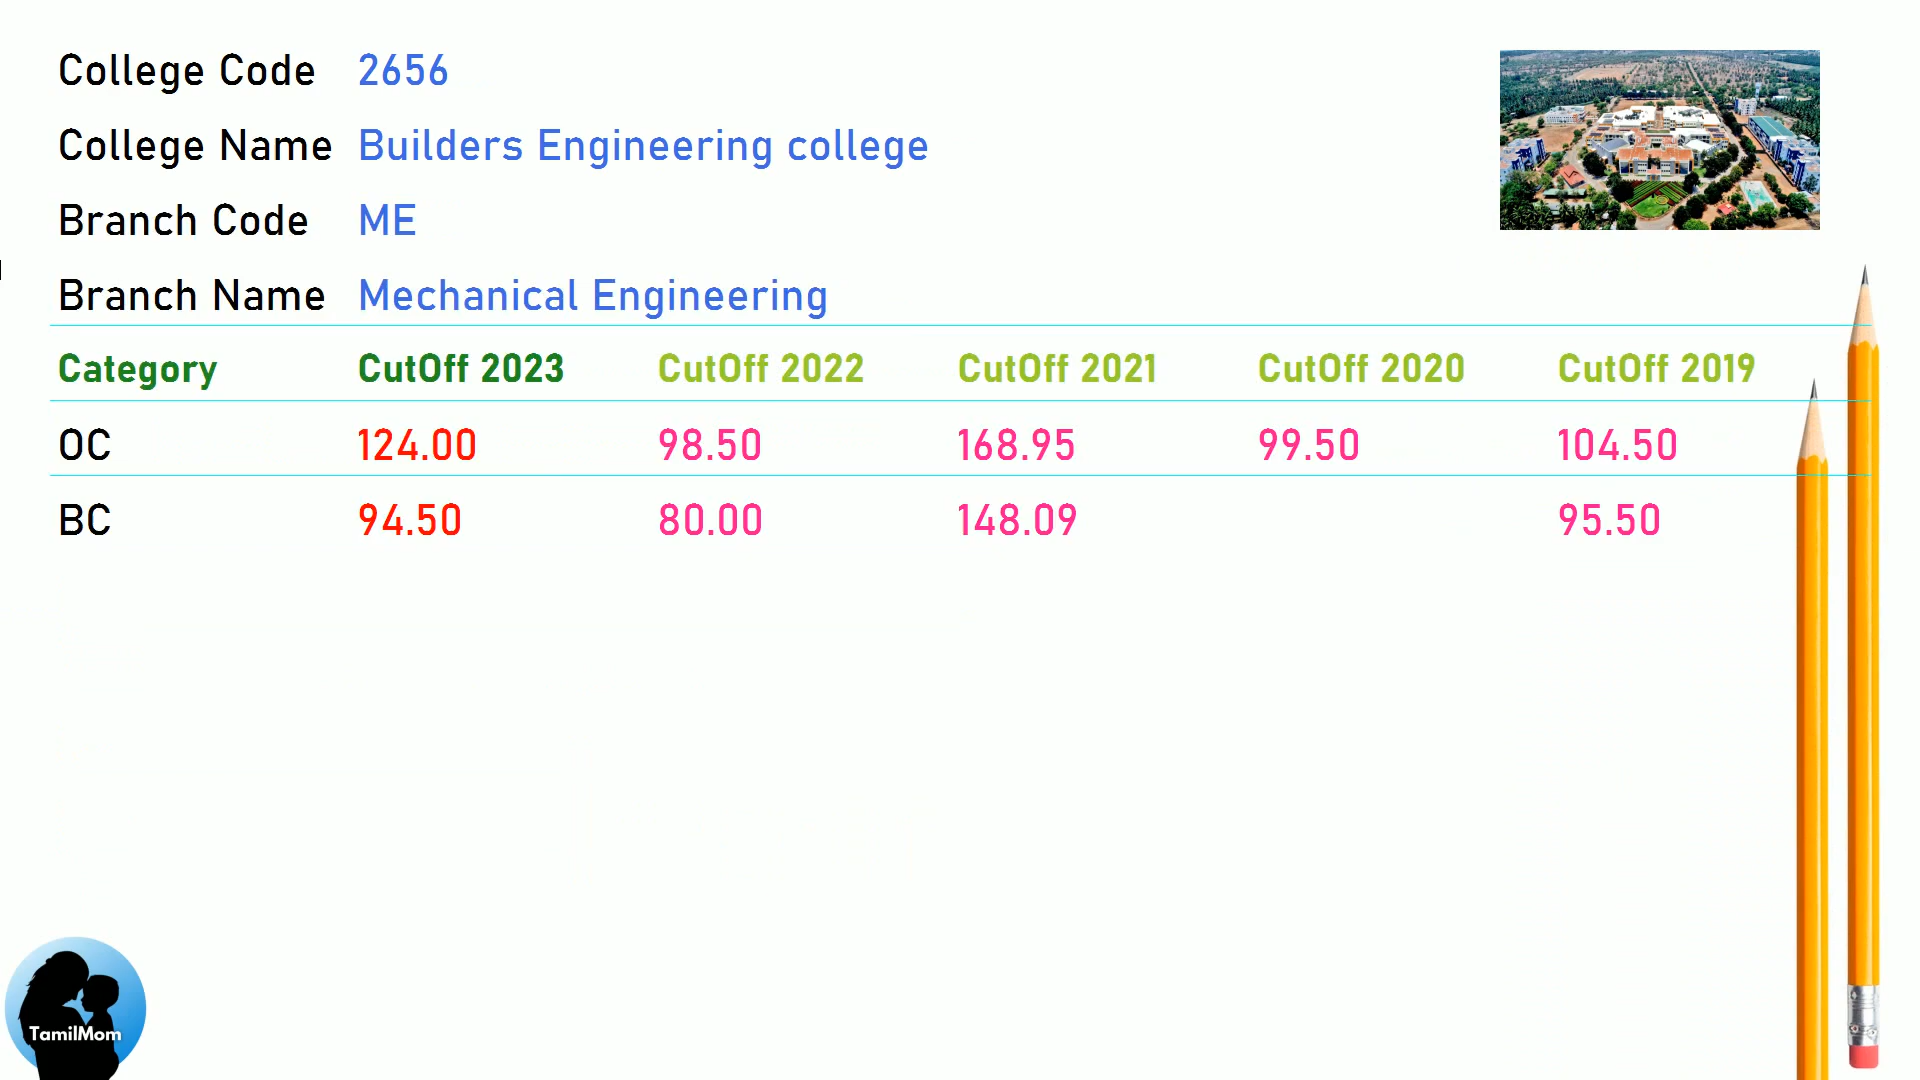 College Code 2656
College Name Builders Engineering college
Branch Code ME
Branch Name Mechanical Engineering
Category CutOff 2023 CutOff 2022 CutOff 2021 CutOff 2020 CutOff 2019
OC 124.00 98.50 168.95 99.50 104.50
BC 94.50 80.00 148.09 95.50
TamilMom